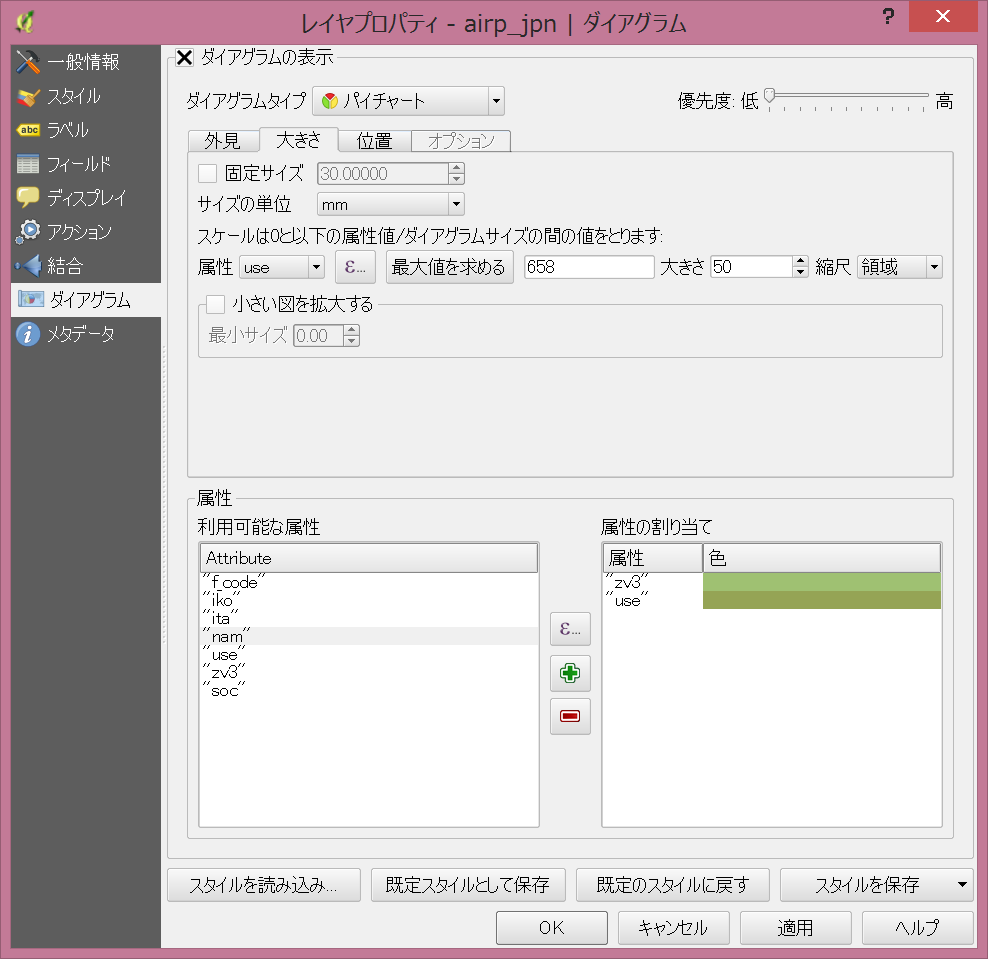 レイヤプロパティ - airp_jpn | ダイアグラム
?
一般情報
スタイル
abc ラベル
フィールド
ディスプレイ
アクション
結合
ダイアグラム
メタデータ
ダイアグラムの表示
ダイアグラムタイプ パイチャート 優先度: 低 高
外見 大きさ 位置 オプション
固定サイズ 30.00000
サイズの単位 mm
スケールは0と以下の属性値/ダイアグラムサイズの間の値をとります:
属性 use ε... 最大値を求める 658 大きさ 50 縮尺 領域
小さい図を拡大する
最小サイズ 0.00
属性
利用可能な属性
Attribute
"f_code"
"iko"
"ita"
"nam"
"use"
"zv3"
"soc"
ε...
属性の割り当て
属性 色
"zv3"
"use"
スタイルを読み込み... 既定スタイルとして保存 既定のスタイルに戻す スタイルを保存
OK キャンセル 適用 ヘルプ